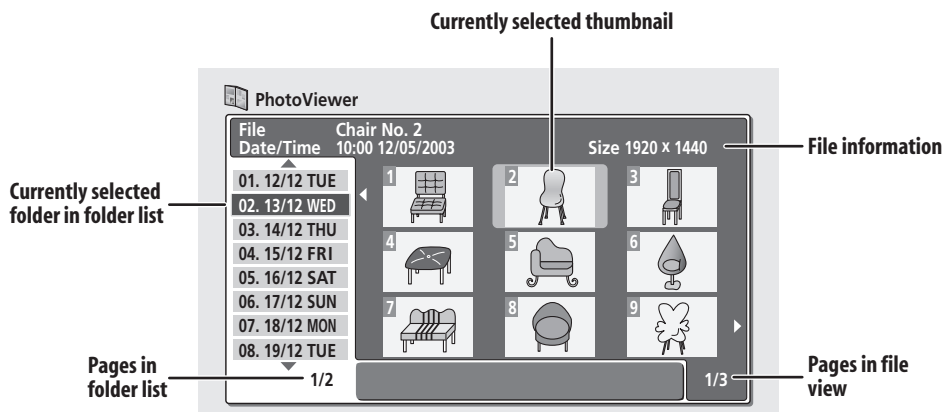 Currently selected thumbnail
PhotoViewer
File Chair No. 2
Date/Time 10:00 12/05/2003 Size 1920 x 1440
File information
Currently selected
folder in folder list
01. 12/12 TUE
02. 13/12 WED
03. 14/12 THU
04. 15/12 FRI
05. 16/12 SAT
06. 17/12 SUN
07. 18/12 MON
08. 19/12 TUE
1 2 3
4 5 6
7 8 9
Pages in
folder list
1/2
1/3
Pages in file
view